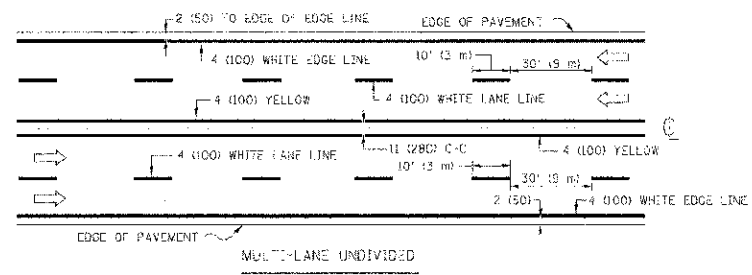 2 (50) TO EDGE OF EDGE LINE
EDGE OF PAVEMENT
4 (100) WHITE EDGE LINE
10' (3 m)
30' (9 m)
4 (100) YELLOW
4 (100) WHITE LANE LINE
4 (100) WHITE LANE LINE
11 (280) C-C
10' (3 m)
4 (100) YELLOW
30' (9 m)
2 (50)
4 (100) WHITE EDGE LINE
EDGE OF PAVEMENT
MULTI-LANE UNDIVIDED